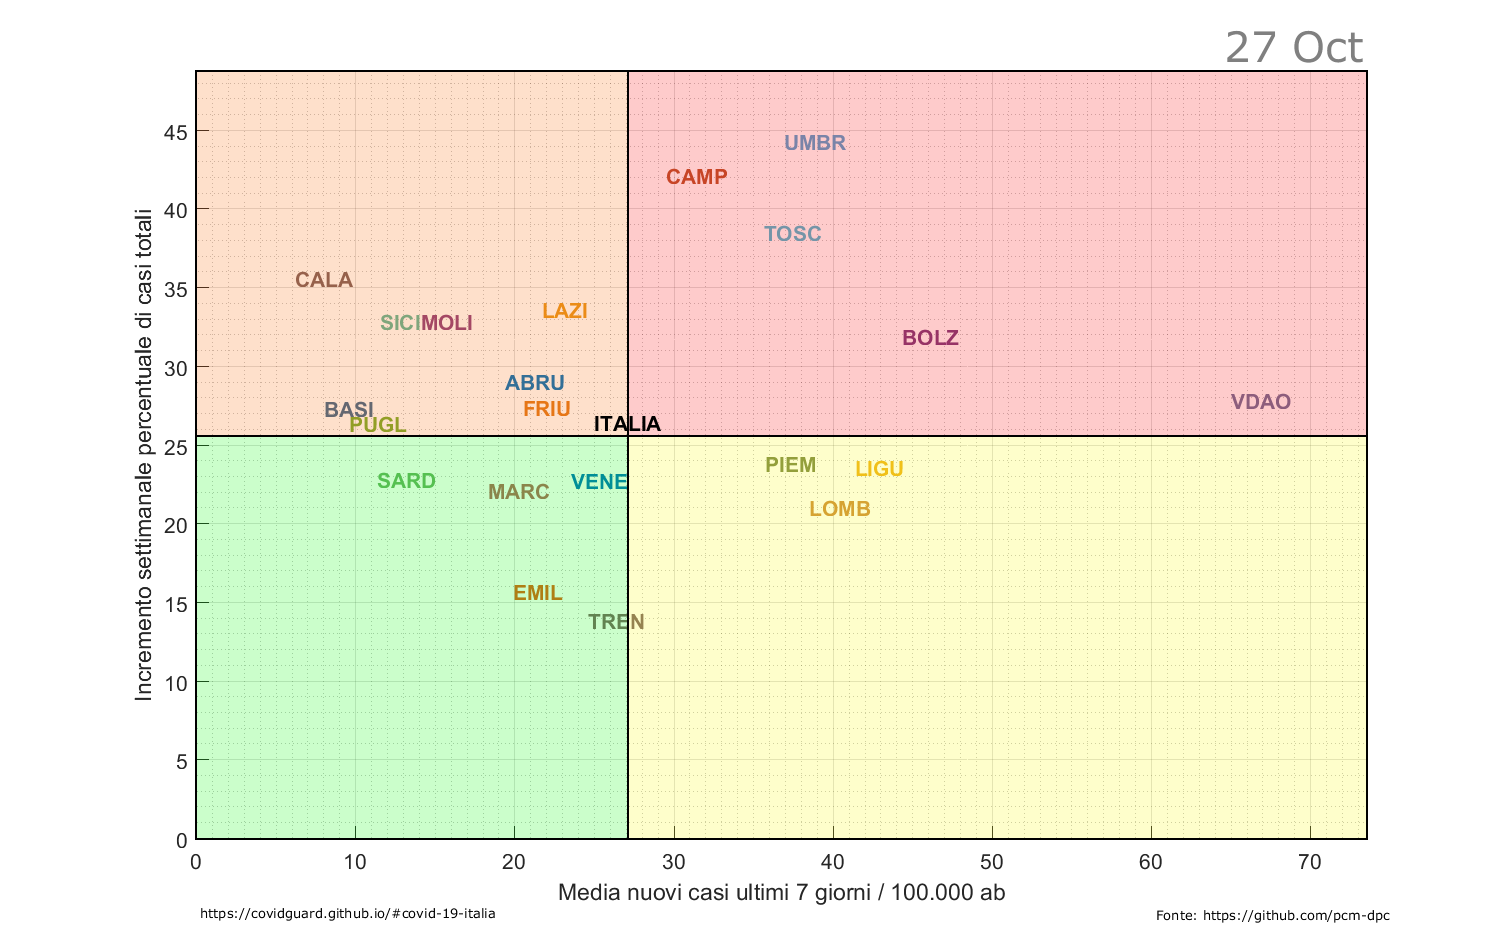 27 Oct
Incremento settimanale percentuale di casi totali
45
40
35
30
25
20
15
10
5
0
UMBR
CAMP
TOSC
CALA
LAZI
SICI MOLI
BOLZ
ABRU
VDAO
BASI
FRIU
PUGL
ITALIA
PIEM
LIGU
SARD
VENE
MARC
LOMB
EMIL
TREN
0 10 20 30 40 50 60 70
Media nuovi casi ultimi 7 giorni / 100.000 ab
https://covidguard.github.io/#covid-19-italia
Fonte: https://github.com/pcm-dpc